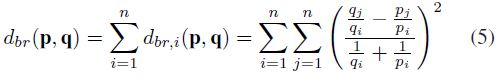 d_{br}(\mathbf{p}, \mathbf{q}) = \sum_{i=1}^{n} d_{br,i}(\mathbf{p}, \mathbf{q}) = \sum_{i=1}^{n} \sum_{j=1}^{n} \left( \frac{\frac{q_j}{q_i} - \frac{p_j}{p_i}}{\frac{1}{q_i} + \frac{1}{p_i}} \right)^2 (5)